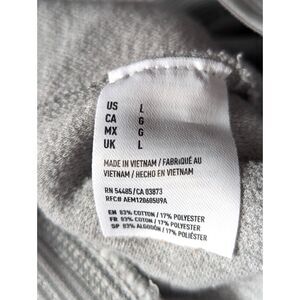 US L
CA G
MX G
UK L
MADE IN VIETNAM / FABRIQUÉ AU
VIETNAM / HECHO EN VIETNAM
RN 54485/CA 03873
RFC# AEM120605U9A
EN 83% COTTON / 17% POLYESTER
FR 83% COTON / 17% POLYESTER
SP 83% ALGODÓN / 17% POLIÉSTER